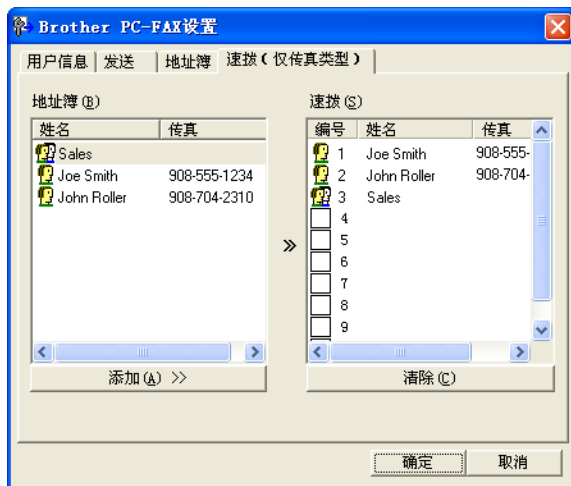 Brother PC-FAX设置
用户信息 发送 地址簿 速拨(仅传真类型)
地址簿(B)
姓名 传真
Sales
Joe Smith 908-555-1234
John Roller 908-704-2310
添加(A) >>
»
速拨(S)
编号 姓名 传真
1 Joe Smith 908-555-
2 John Roller 908-704-
3 Sales
4
5
6
7
8
9
清除(C)
确定 取消